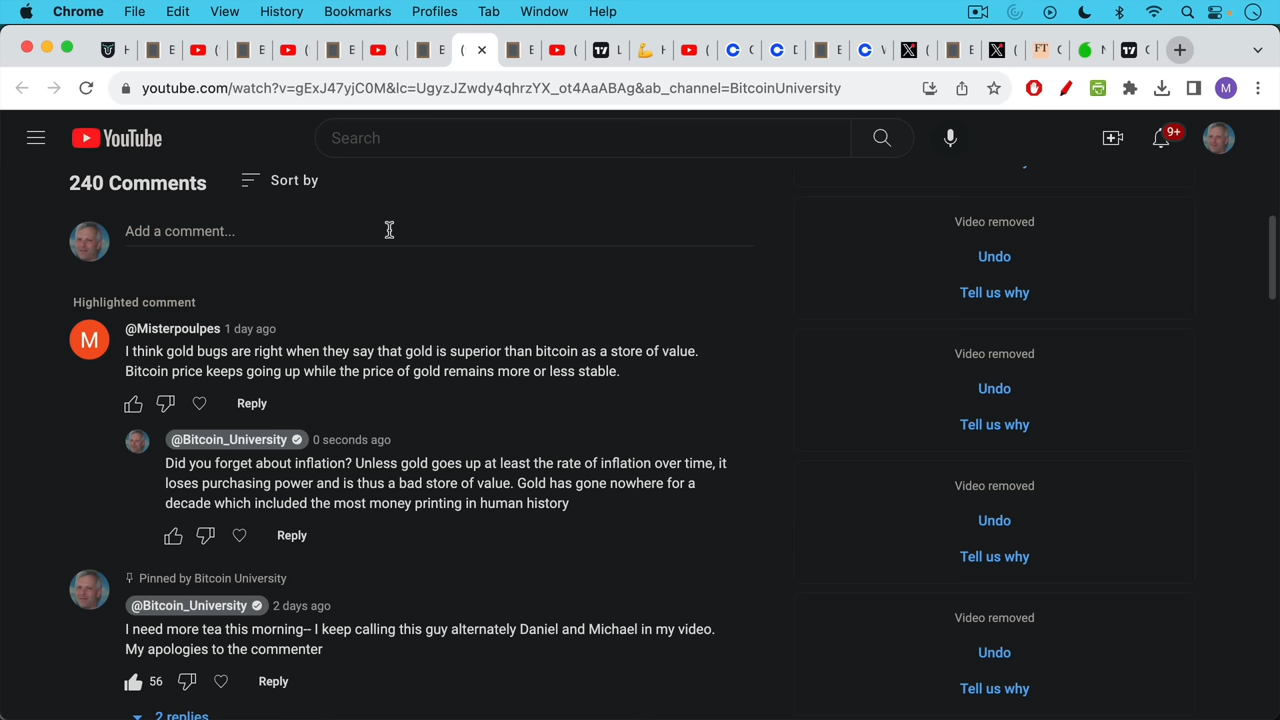 Chrome File Edit View History Bookmarks Profiles Tab Window Help
youtube.com/watch?v=gExJ47yjC0M&lc=UgyzJZwdy4qhrzYX_ot4AaABAg&ab_channel=BitcoinUniversity
M
YouTube
Search
9+
240 Comments
Sort by
Add a comment...
Highlighted comment
M
@Misterpoulpes 1 day ago
I think gold bugs are right when they say that gold is superior than bitcoin as a store of value.
Bitcoin price keeps going up while the price of gold remains more or less stable.
Reply
@Bitcoin_University 0 seconds ago
Did you forget about inflation? Unless gold goes up at least the rate of inflation over time, it
loses purchasing power and is thus a bad store of value. Gold has gone nowhere for a
decade which included the most money printing in human history
Reply
Pinned by Bitcoin University
@Bitcoin_University 2 days ago
I need more tea this morning-- I keep calling this guy alternately Daniel and Michael in my video.
My apologies to the commenter
56
Reply
2 replies
Video removed
Undo
Tell us why
Video removed
Undo
Tell us why
Video removed
Undo
Tell us why
Video removed
Undo
Tell us why